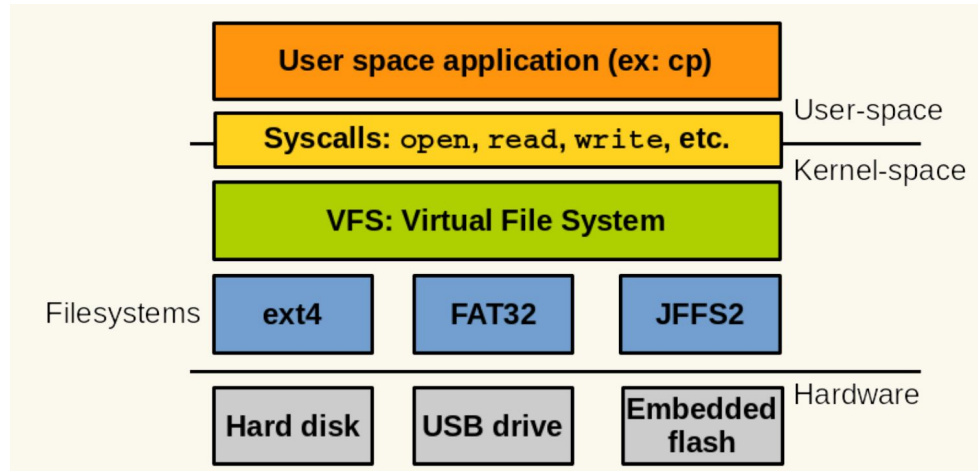 User space application (ex: cp)
User-space
Syscalls: open, read, write, etc.
Kernel-space
VFS: Virtual File System
Filesystems
ext4
FAT32
JFFS2
Hardware
Hard disk
USB drive
Embedded
flash